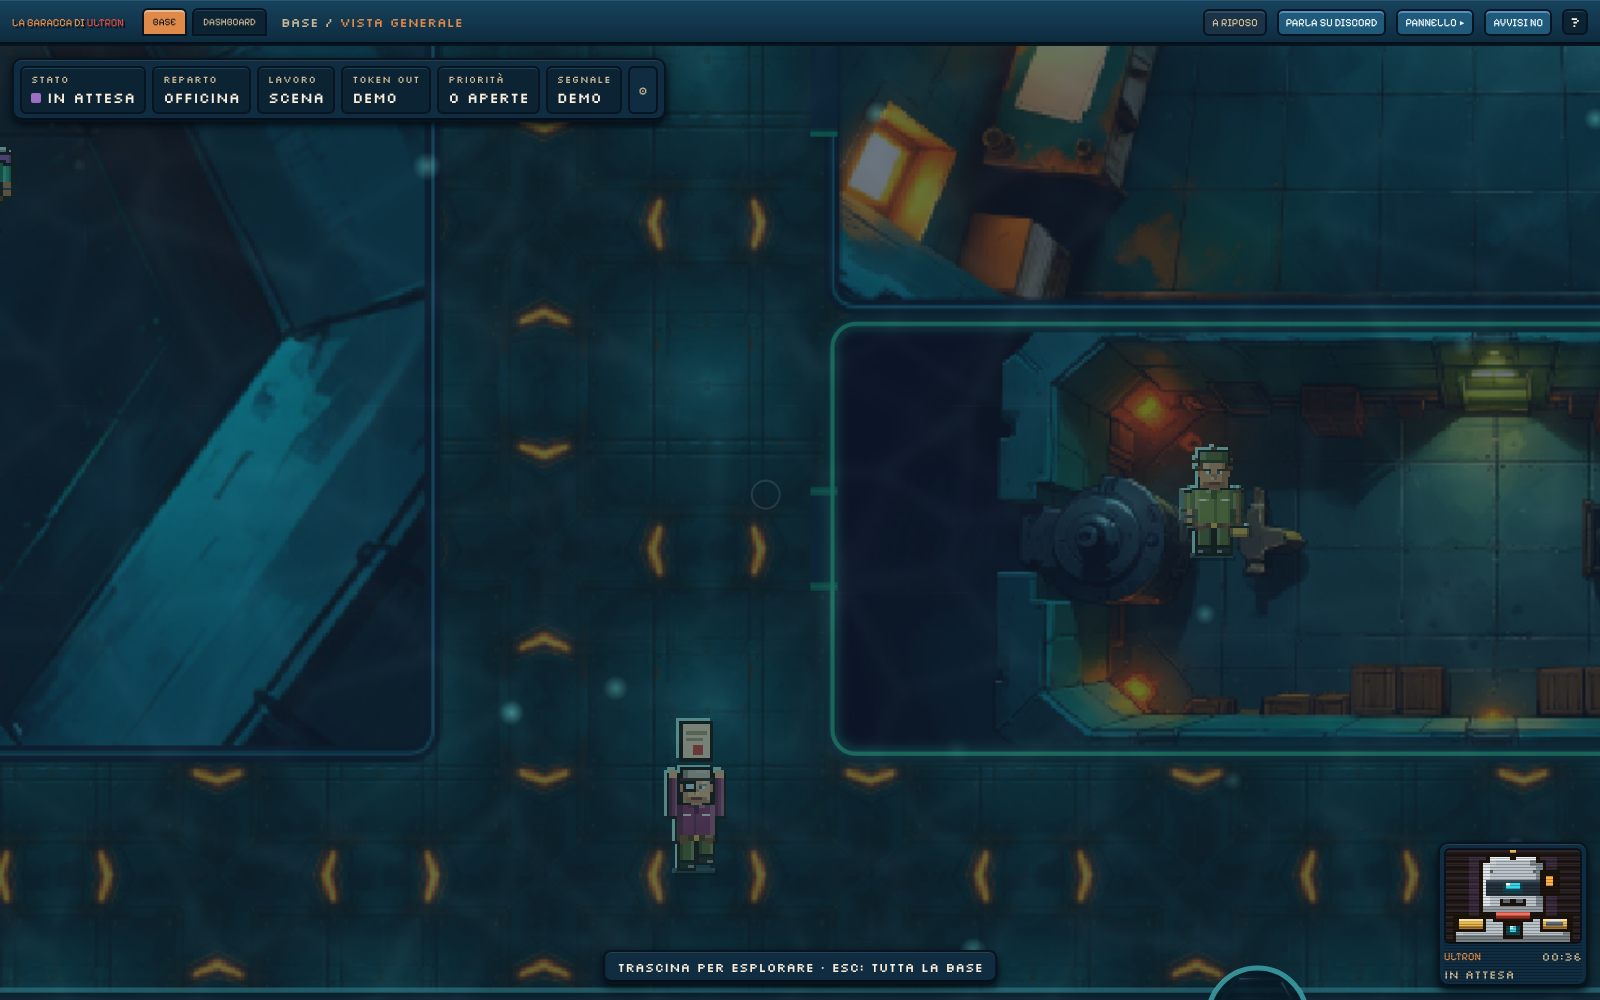 LA BARACCA DI ULTRON
BASE
DASHBOARD
BASE / VISTA GENERALE
A RIPOSO
PARLA SU DISCORD
PANNELLO ▸
AVVISI NO
?
STATO
IN ATTESA
REPARTO
OFFICINA
LAVORO
SCENA
TOKEN OUT
DEMO
PRIORITÀ
0 APERTE
SEGNALE
DEMO
TRASCINA PER ESPLORARE · ESC: TUTTA LA BASE
ULTRON 00:36
IN ATTESA